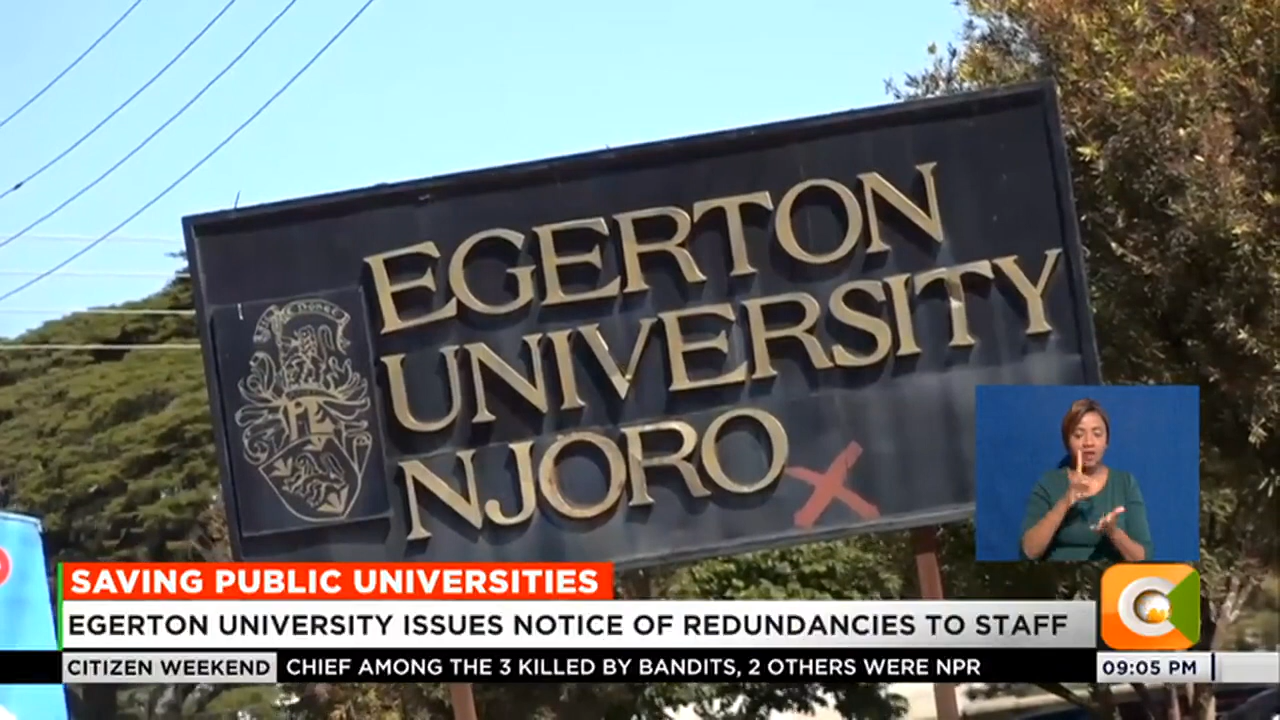 EGERTON
UNIVERSITY
NJORO
SAVING PUBLIC UNIVERSITIES
EGERTON UNIVERSITY ISSUES NOTICE OF REDUNDANCIES TO STAFF
CITIZEN WEEKEND
CHIEF AMONG THE 3 KILLED BY BANDITS, 2 OTHERS WERE NPR
09:05 PM